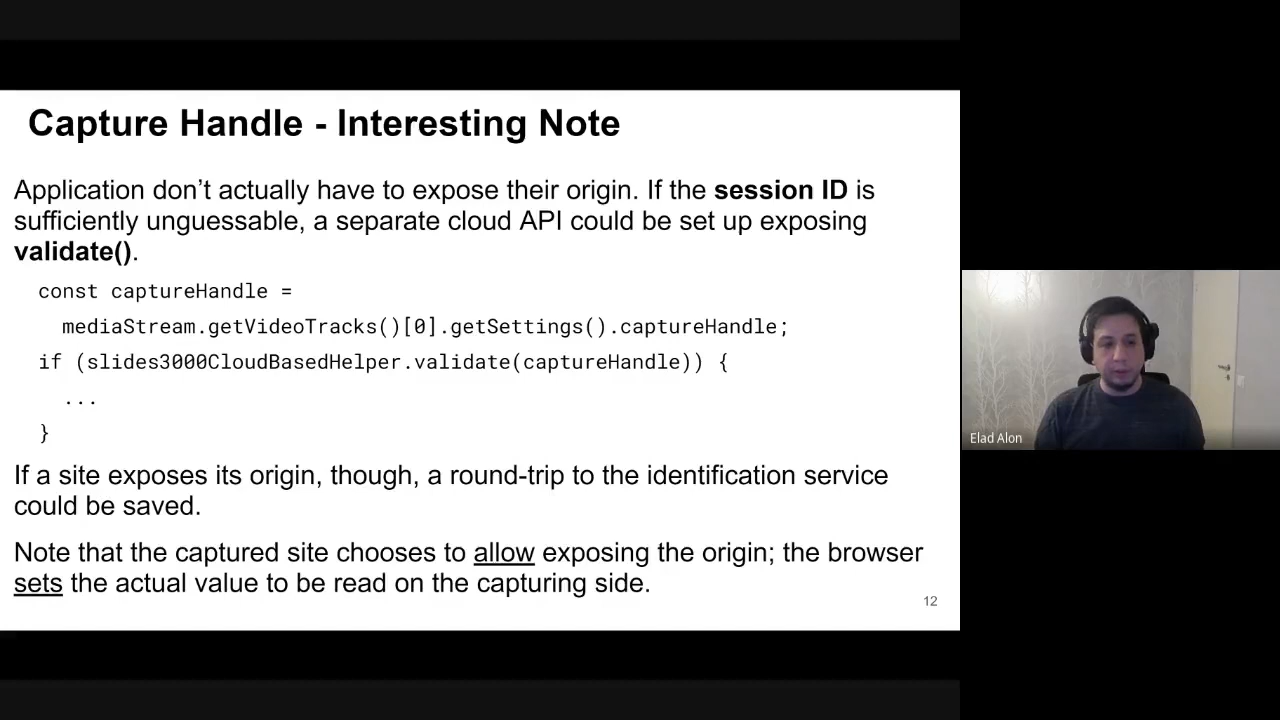 Capture Handle - Interesting Note
Application don’t actually have to expose their origin. If the session ID is
sufficiently unguessable, a separate cloud API could be set up exposing
validate().
const captureHandle =
mediaStream.getVideoTracks()[0].getSettings().captureHandle;
if (slides3000CloudBasedHelper.validate(captureHandle)) {
...
}
If a site exposes its origin, though, a round-trip to the identification service
could be saved.
Note that the captured site chooses to allow exposing the origin; the browser
sets the actual value to be read on the capturing side.
12
Elad Alon